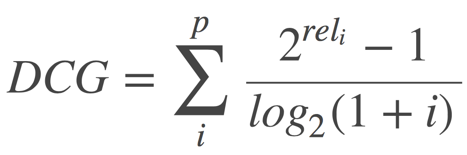 DCG = \sum_{i}^{p} \frac{2^{rel_i} - 1}{log_2(1 + i)}